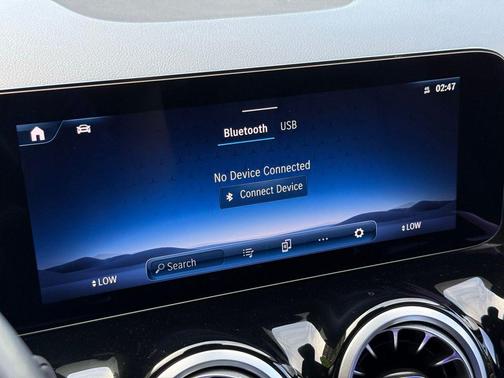 02:47
Bluetooth USB
No Device Connected
Connect Device
LOW
Search
LOW